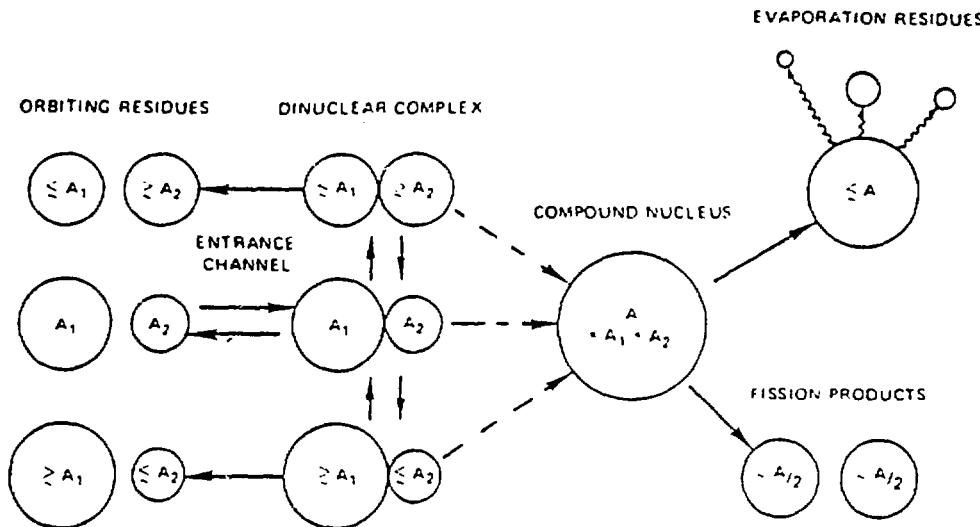 EVAPORATION RESIDUES
ORBITING RESIDUES
DINUCLEAR COMPLEX
≲ A₁
≳ A₂
≲ A₁
≳ A₂
COMPOUND NUCLEUS
≤ A
ENTRANCE
CHANNEL
A₁
A₂
A₁
A₂
A
= A₁ + A₂
FISSION PRODUCTS
≳ A₁
≲ A₂
≳ A₁
≲ A₂
~ A/2
~ A/2